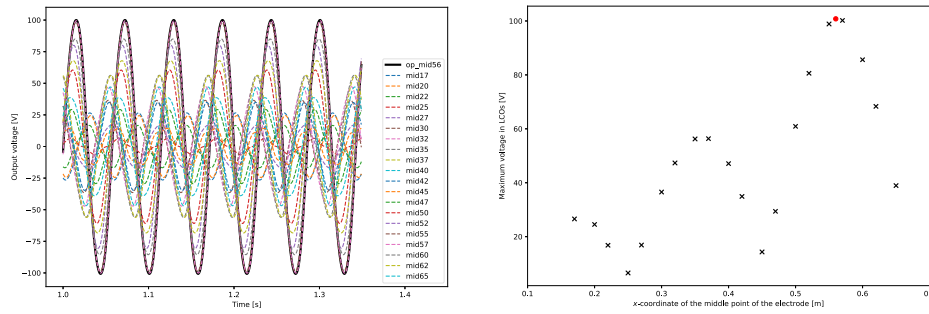 100
75
50
25
0
−25
−50
−75
−100
Output voltage [V]
1.0
1.1
1.2
1.3
1.4
Time [s]
op_mid56
mid17
mid20
mid22
mid25
mid27
mid30
mid32
mid35
mid37
mid40
mid42
mid45
mid47
mid50
mid52
mid55
mid57
mid60
mid62
mid65
100
80
60
40
20
Maximum voltage in LCOs [V]
0.1
0.2
0.3
0.4
0.5
0.6
x-coordinate of the middle point of the electrode [m]